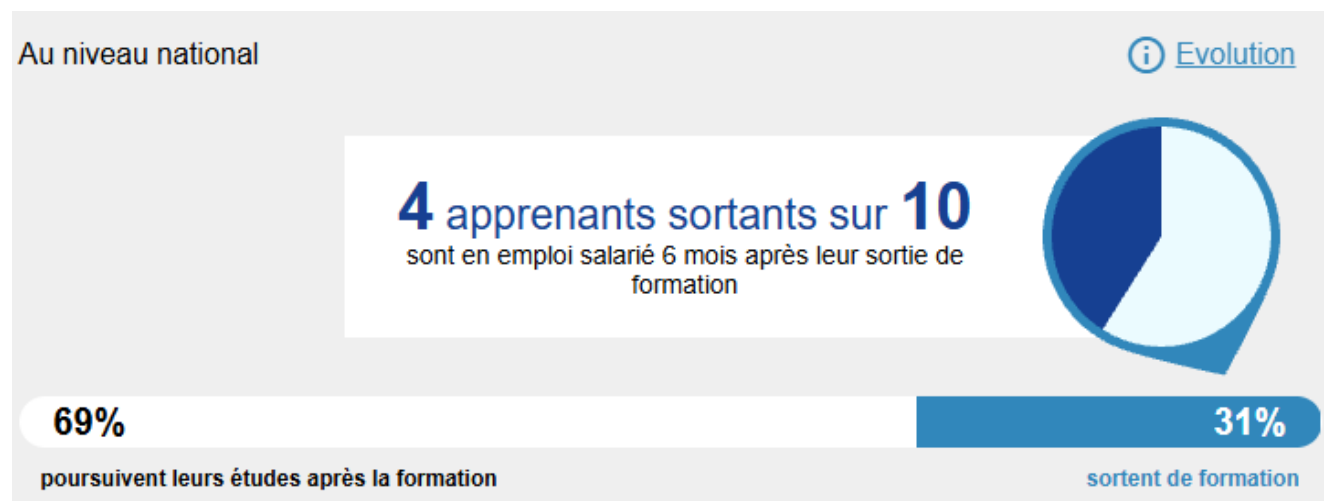 Au niveau national
Evolution
4 apprenants sortants sur 10
sont en emploi salarié 6 mois après leur sortie de
formation
69%
31%
poursuivent leurs études après la formation
sortent de formation